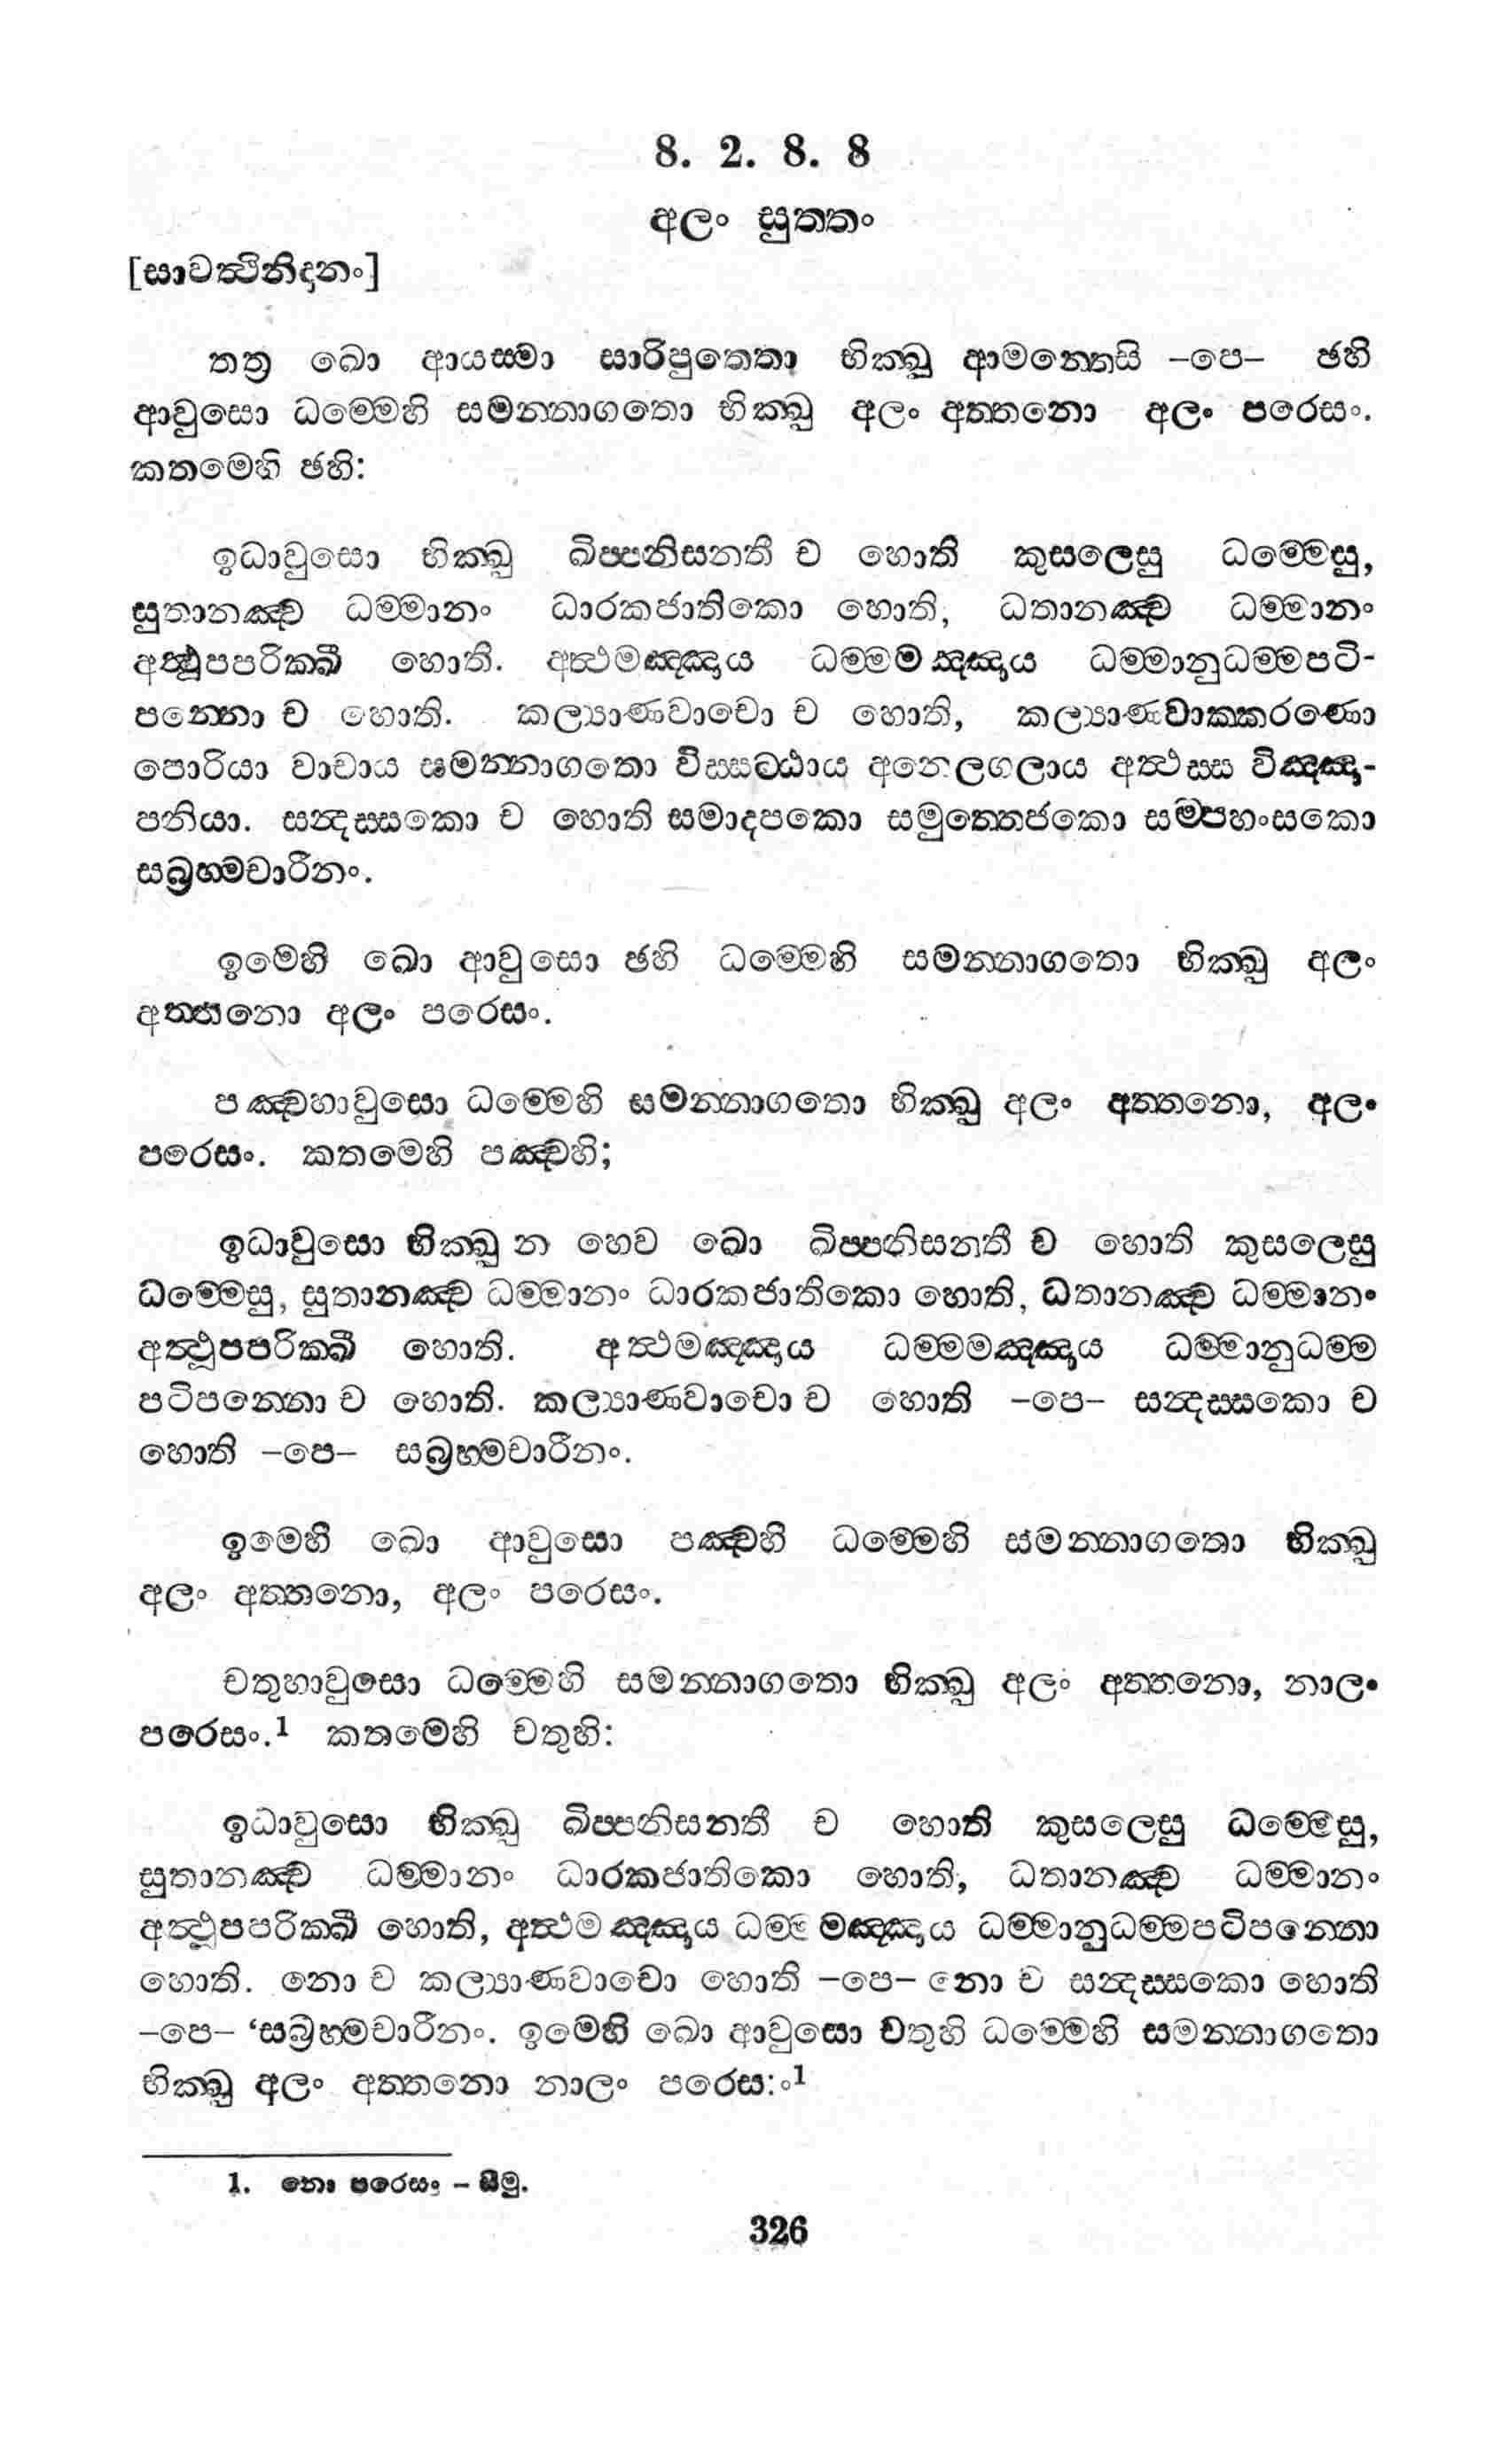 8. 2. 8. 8
අලං සුත්තං
[සාවත්ථිනිදානං]
තත්‍ර ඛො ආයස්මා සාරිපුත්තො භික්ඛූ ආමන්තෙසි –පෙ– ඡහි
ආවුසො ධම්මෙහි සමන්නාගතො භික්ඛු අලං අත්තනො අලං පරෙසං.
කතමෙහි ඡහි:
ඉධාවුසො භික්ඛු ඛිප්පනිසන්තී ච හොති කුසලෙසු ධම්මෙසු,
සුතානඤ්ච ධම්මානං ධාරකජාතිකො හොති, ධතානඤ්ච ධම්මානං
අත්ථූපපරික්ඛී හොති. අත්ථමඤ්ඤාය ධම්මමඤ්ඤාය ධම්මානුධම්මපටි-
පන්නො ච හොති. කල්‍යාණවාචො ච හොති, කල්‍යාණවාක්කරණො
පොරියා වාචාය සමන්නාගතො විස්සට්ඨාය අනෙලගලාය අත්ථස්ස විඤ්ඤා-
පනියා. සන්‍දස්සකො ච හොති සමාදපකො සමුත්තෙජකො සම්පහංසකො
සබ්‍රහ්මචාරීනං.
ඉමෙහි ඛො ආවුසො ඡහි ධම්මෙහි සමන්නාගතො භික්ඛු අලං
අත්තනො අලං පරෙසං.
පඤ්චහාවුසො ධම්මෙහි සමන්නාගතො භික්ඛු අලං අත්තනො, අලං
පරෙසං. කතමෙහි පඤ්චහි;
ඉධාවුසො භික්ඛු න හෙව ඛො ඛිප්පනිසන්තී ච හොති කුසලෙසු
ධම්මෙසු, සුතානඤ්ච ධම්මානං ධාරකජාතිකො හොති, ධතානඤ්ච ධම්මානං
අත්ථූපපරික්ඛී හොති. අත්ථමඤ්ඤාය ධම්මමඤ්ඤාය ධම්මානුධම්ම
පටිපන්නො ච හොති. කල්‍යාණවාචො ච හොති –පෙ– සන්‍දස්සකො ච
හොති –පෙ– සබ්‍රහ්මචාරීනං.
ඉමෙහි ඛො ආවුසො පඤ්චහි ධම්මෙහි සමන්නාගතො භික්ඛු
අලං අත්තනො, අලං පරෙසං.
චතුහාවුසො ධම්මෙහි සමන්නාගතො භික්ඛු අලං අත්තනො, නාලං
පරෙසං.1 කතමෙහි චතුහි:
ඉධාවුසො භික්ඛු ඛිප්පනිසන්තී ච හොති කුසලෙසු ධම්මෙසු,
සුතානඤ්ච ධම්මානං ධාරකජාතිකො හොති, ධතානඤ්ච ධම්මානං
අත්ථූපපරික්ඛී හොති, අත්ථමඤ්ඤාය ධම්මමඤ්ඤාය ධම්මානුධම්මපටිපන්නො
හොති. නො ච කල්‍යාණවාචො හොති –පෙ– නො ච සන්‍දස්සකො හොති
–පෙ– ‘සබ්‍රහ්මචාරීනං. ඉමෙහි ඛො ආවුසො චතුහි ධම්මෙහි සමන්නාගතො
භික්ඛු අලං අත්තනො නාලං පරෙසං:1
1. නො පරෙසං – සීමු.
326